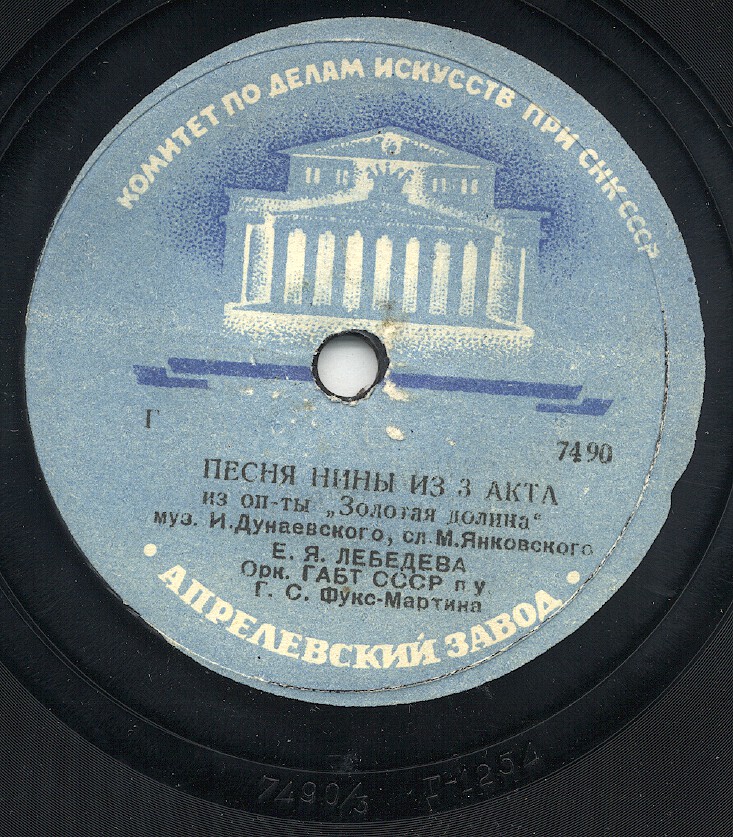 КОМИТЕТ ПО ДЕЛАМ ИСКУССТВ ПРИ СНК СССР
Г
7490
ПЕСНЯ НИНЫ ИЗ 3 АКТА
из оп-ты „Золотая долина“
муз. И.Дунаевского, сл. М.Янковского
Е. Я. ЛЕБЕДЕВА
Орк. ГАБТ СССР п/у
Г. С. Фукс-Мартина
• АПРЕЛЕВСКИЙ ЗАВОД •
7490/3 Г-1254